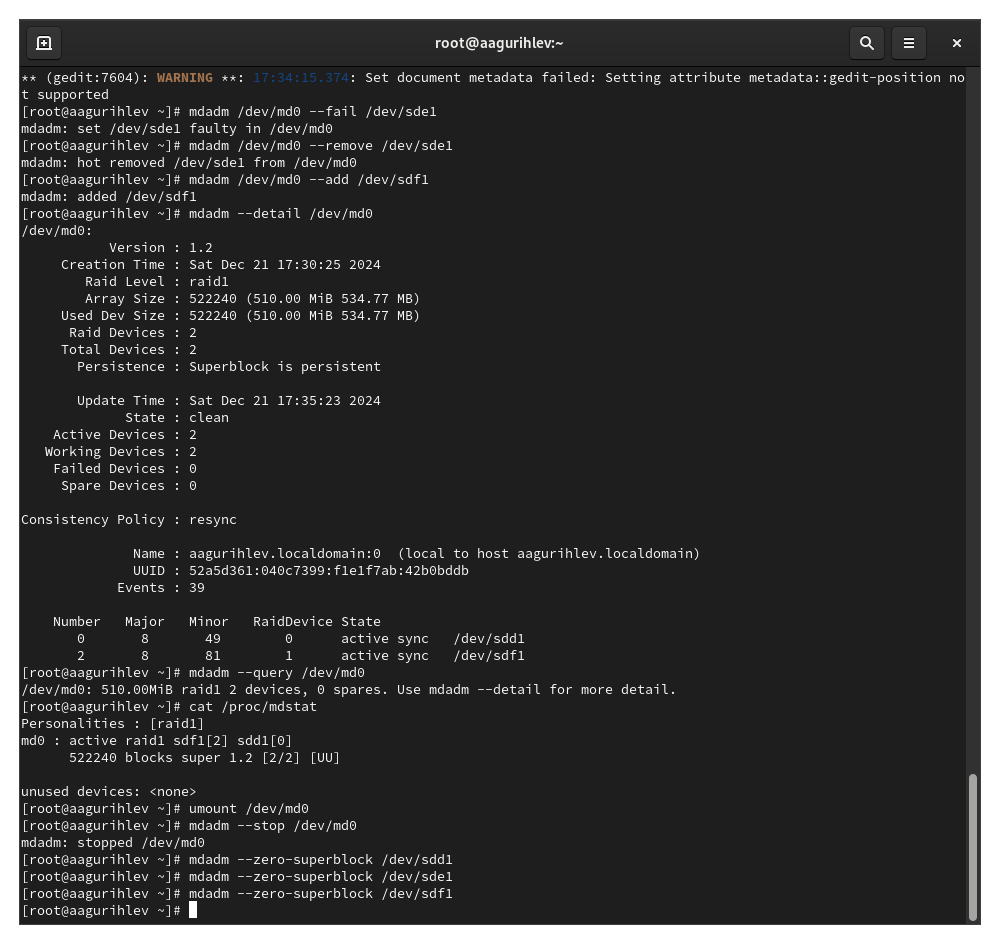 root@aagurihlev:~
** (gedit:7604): WARNING **: 17:34:15.374: Set document metadata failed: Setting attribute metadata::gedit-position no
t supported
[root@aagurihlev ~]# mdadm /dev/md0 --fail /dev/sde1
mdadm: set /dev/sde1 faulty in /dev/md0
[root@aagurihlev ~]# mdadm /dev/md0 --remove /dev/sde1
mdadm: hot removed /dev/sde1 from /dev/md0
[root@aagurihlev ~]# mdadm /dev/md0 --add /dev/sdf1
mdadm: added /dev/sdf1
[root@aagurihlev ~]# mdadm --detail /dev/md0
/dev/md0:
Version : 1.2
Creation Time : Sat Dec 21 17:30:25 2024
Raid Level : raid1
Array Size : 522240 (510.00 MiB 534.77 MB)
Used Dev Size : 522240 (510.00 MiB 534.77 MB)
Raid Devices : 2
Total Devices : 2
Persistence : Superblock is persistent
Update Time : Sat Dec 21 17:35:23 2024
State : clean
Active Devices : 2
Working Devices : 2
Failed Devices : 0
Spare Devices : 0
Consistency Policy : resync
Name : aagurihlev.localdomain:0  (local to host aagurihlev.localdomain)
UUID : 52a5d361:040c7399:f1e1f7ab:42b0bddb
Events : 39
Number   Major   Minor   RaidDevice State
0       8       49        0      active sync   /dev/sdd1
2       8       81        1      active sync   /dev/sdf1
[root@aagurihlev ~]# mdadm --query /dev/md0
/dev/md0: 510.00MiB raid1 2 devices, 0 spares. Use mdadm --detail for more detail.
[root@aagurihlev ~]# cat /proc/mdstat
Personalities : [raid1]
md0 : active raid1 sdf1[2] sdd1[0]
522240 blocks super 1.2 [2/2] [UU]
unused devices: <none>
[root@aagurihlev ~]# umount /dev/md0
[root@aagurihlev ~]# mdadm --stop /dev/md0
mdadm: stopped /dev/md0
[root@aagurihlev ~]# mdadm --zero-superblock /dev/sdd1
[root@aagurihlev ~]# mdadm --zero-superblock /dev/sde1
[root@aagurihlev ~]# mdadm --zero-superblock /dev/sdf1
[root@aagurihlev ~]#